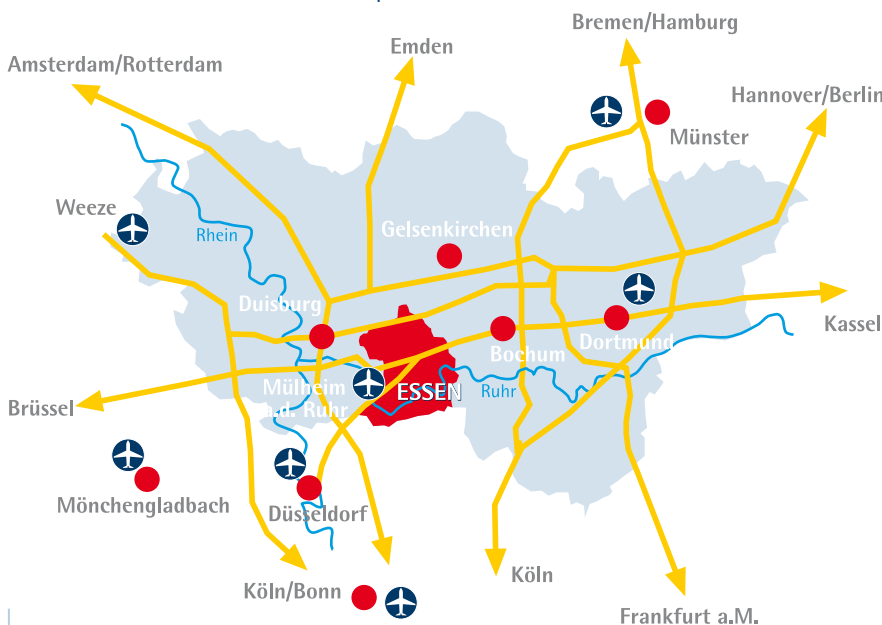 Bremen/Hamburg
Emden
Amsterdam/Rotterdam
Hannover/Berlin
Münster
Weeze
Gelsenkirchen
Rhein
Duisburg
Kassel
Dortmund
Bochum
Mülheim
a.d. Ruhr
ESSEN
Ruhr
Brüssel
Mönchengladbach
Düsseldorf
Köln
Köln/Bonn
Frankfurt a.M.